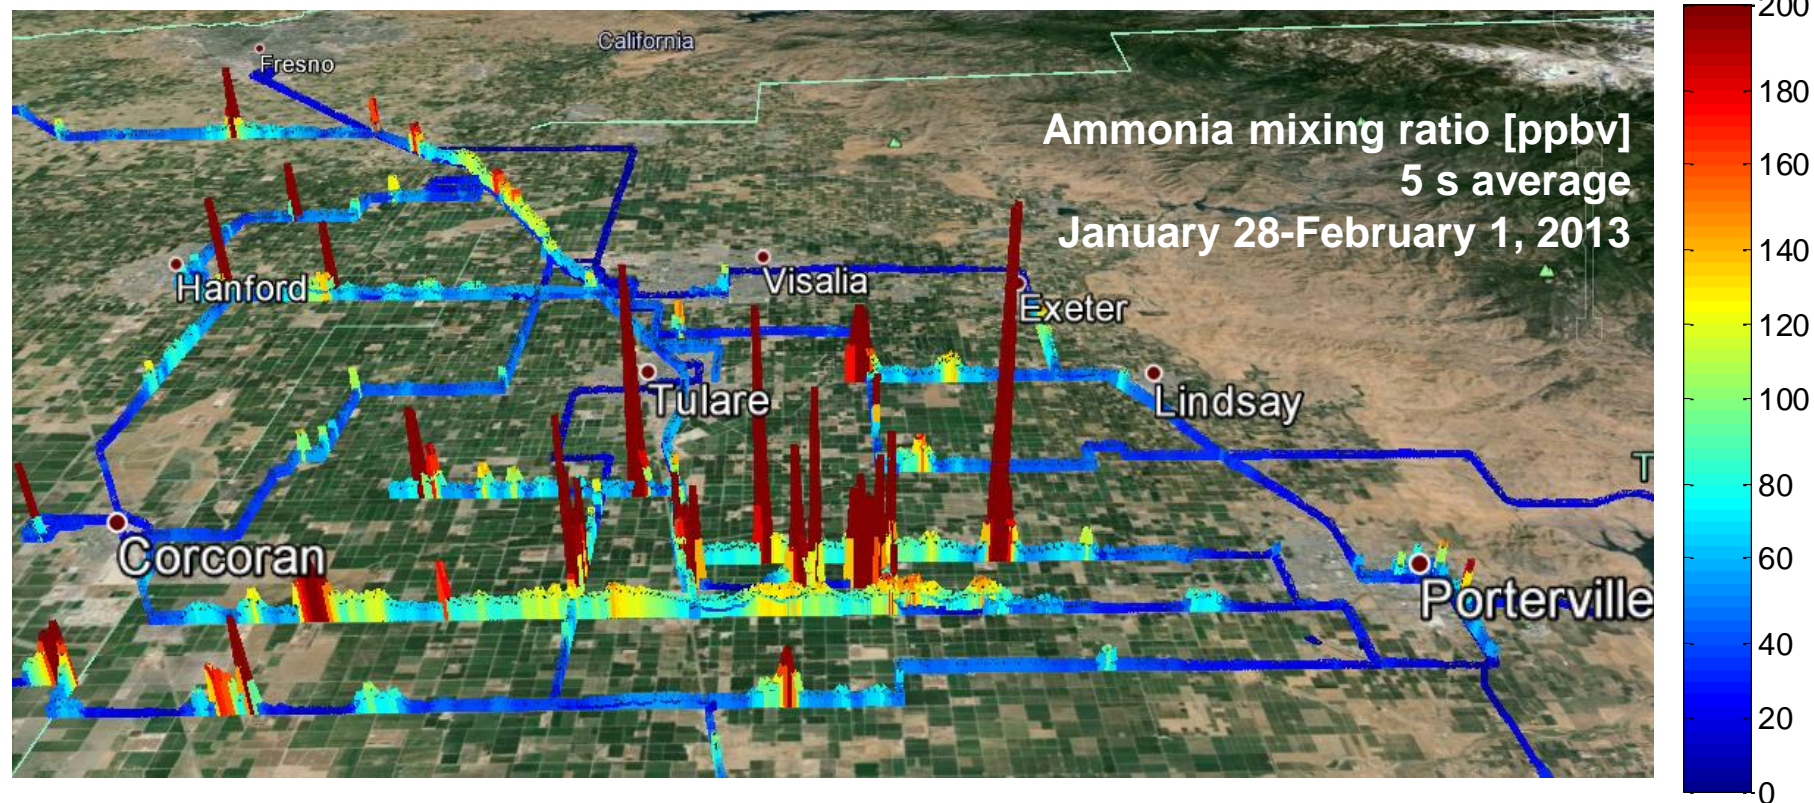 California
Fresno
Ammonia mixing ratio [ppbv]
5 s average
January 28-February 1, 2013
Hanford
Visalia
Exeter
Tulare
Lindsay
T
Corcoran
Porterville
200
180
160
140
120
100
80
60
40
20
0